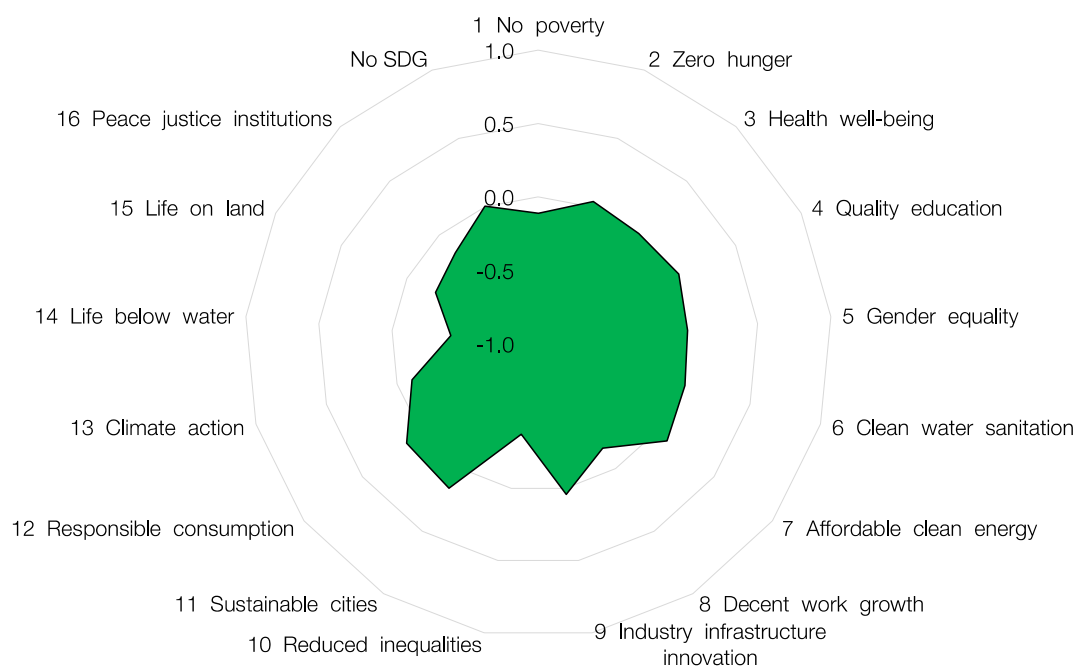 1 No poverty
2 Zero hunger
3 Health well-being
4 Quality education
5 Gender equality
6 Clean water sanitation
7 Affordable clean energy
8 Decent work growth
9 Industry infrastructure
innovation
10 Reduced inequalities
11 Sustainable cities
12 Responsible consumption
13 Climate action
14 Life below water
15 Life on land
16 Peace justice institutions
No SDG
1.0
0.5
0.0
-0.5
-1.0